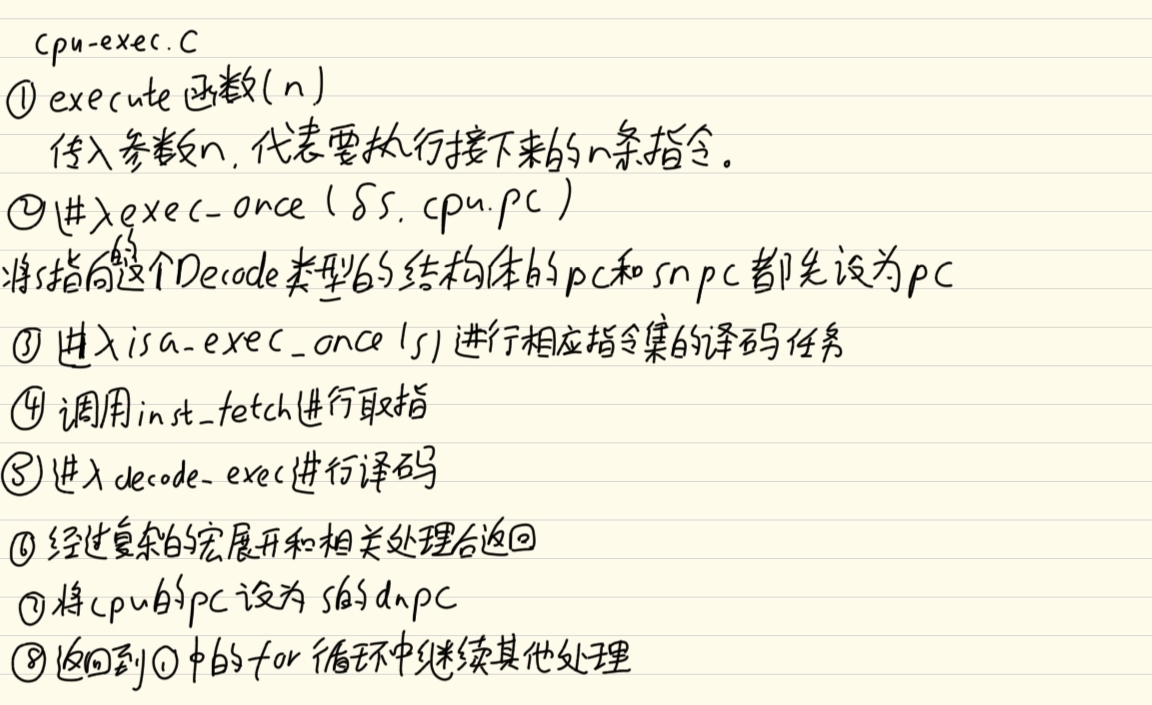 cpu-exec.c
① execute函数(n)
传入参数n,代表要执行接下来的n条指令。
②进入exec_once(&s, cpu.pc)
将s指向的这个Decode类型的结构体的pc和snpc都先设为pc
③进入isa_exec_once(s)进行相应指令集的译码任务
④调用inst_fetch进行取指
⑤进入decode_exec进行译码
⑥经过复杂的宏展开和相关处理后返回
⑦将cpu的pc设为s的dnpc
⑧返回到①中的for循环中继续其他处理